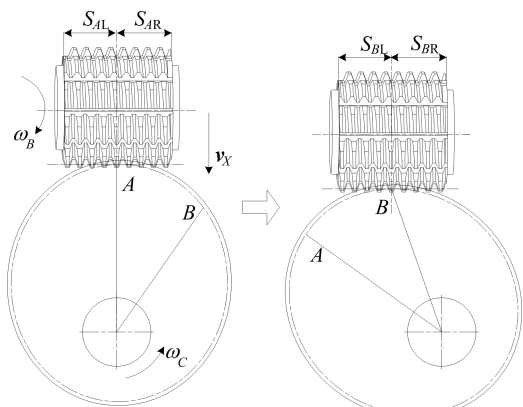 S_AL S_AR
S_BL S_BR
ω_B
v_X
A
B
ω_C
B
A
B